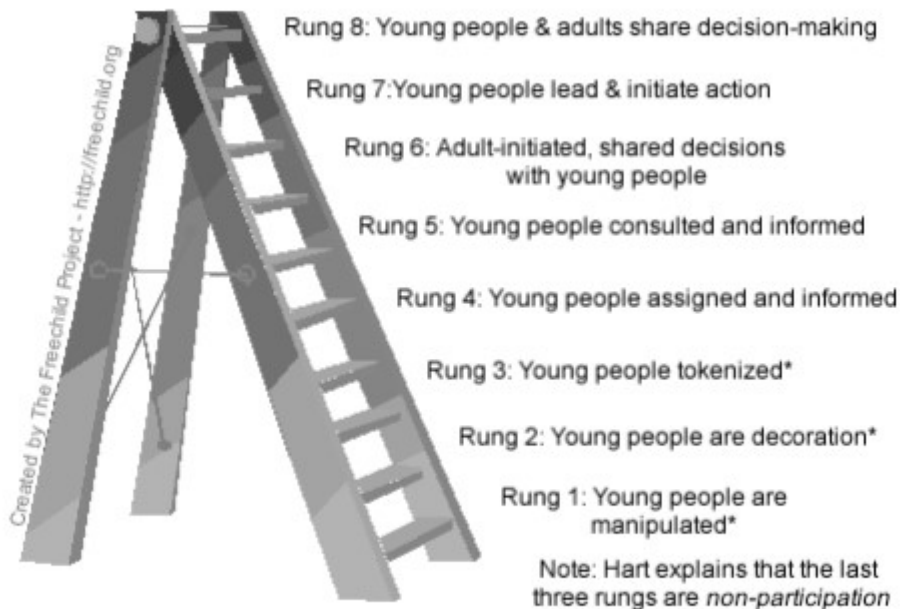 Rung 8: Young people & adults share decision-making
Rung 7:Young people lead & initiate action
Rung 6: Adult-initiated, shared decisions
with young people
Rung 5: Young people consulted and informed
Rung 4: Young people assigned and informed
Rung 3: Young people tokenized*
Rung 2: Young people are decoration*
Rung 1: Young people are
manipulated*
Note: Hart explains that the last
three rungs are non-participation
Created by The Freechild Project - http://freechild.org